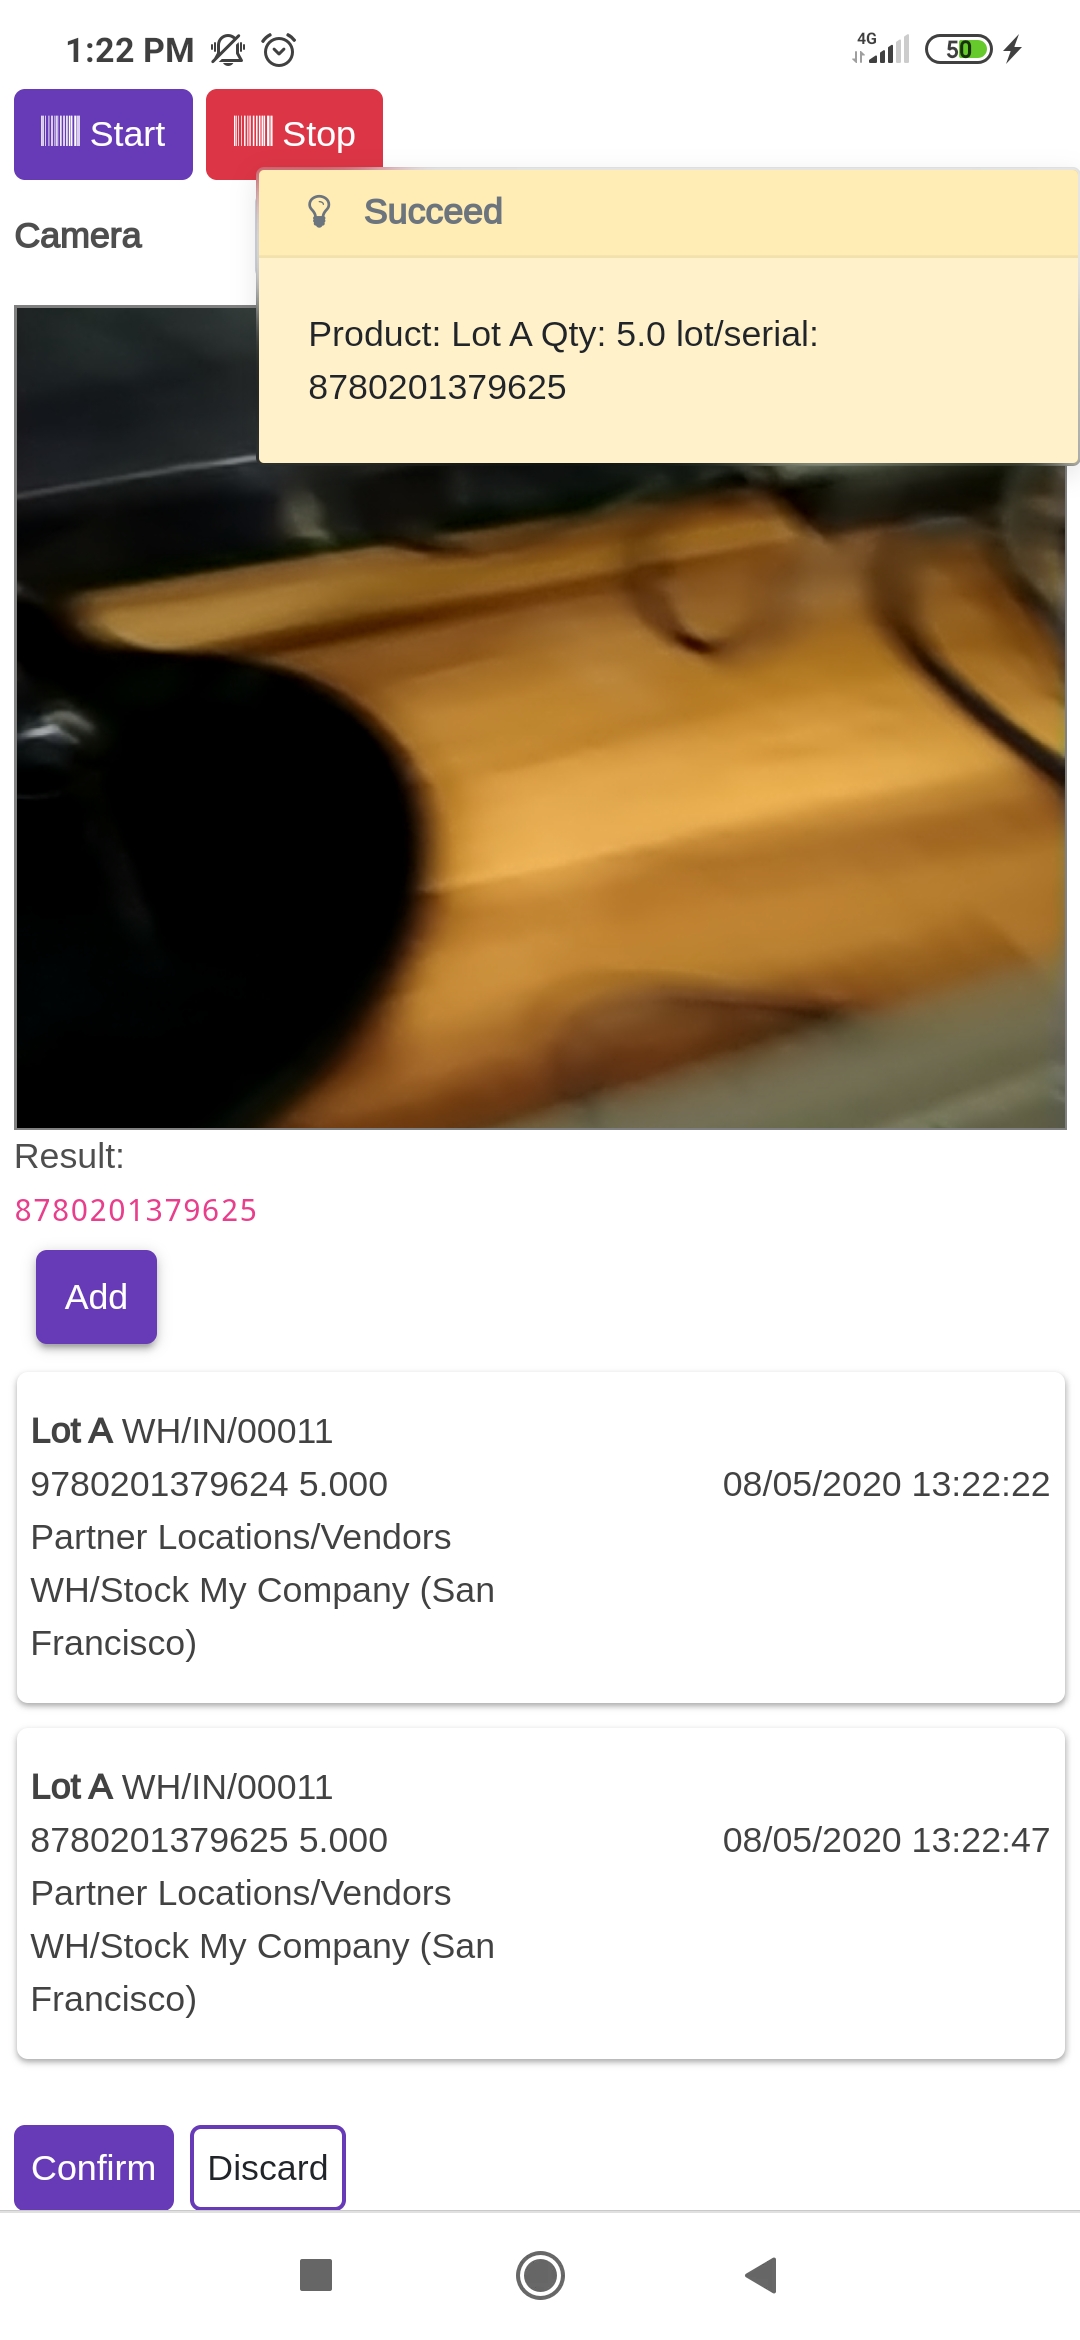 1:22 PM
4G
50
Start
Stop
Succeed
Camera
Product: Lot A Qty: 5.0 lot/serial:
8780201379625
Result:
8780201379625
Add
Lot A WH/IN/00011
9780201379624 5.000
08/05/2020 13:22:22
Partner Locations/Vendors
WH/Stock My Company (San
Francisco)
Lot A WH/IN/00011
8780201379625 5.000
08/05/2020 13:22:47
Partner Locations/Vendors
WH/Stock My Company (San
Francisco)
Confirm
Discard